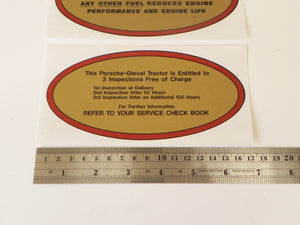 ANY OTHER FUEL REDUCES ENGINE
PERFORMANCE AND ENGINE LIFE
This Porsche-Diesel Tractor is Entitled to
3 Inspections Free of Charge
1st Inspection at Delivery
2nd Inspection After 50 Hours
3rd Inspection After an Additional 100 Hours
For Further Information
REFER TO YOUR SERVICE CHECK BOOK
1 2 3 4 5 6 7 8 9 10 11 12 13 14 15 16 17 18 19 20
1 2 3 4 5 6 7 8